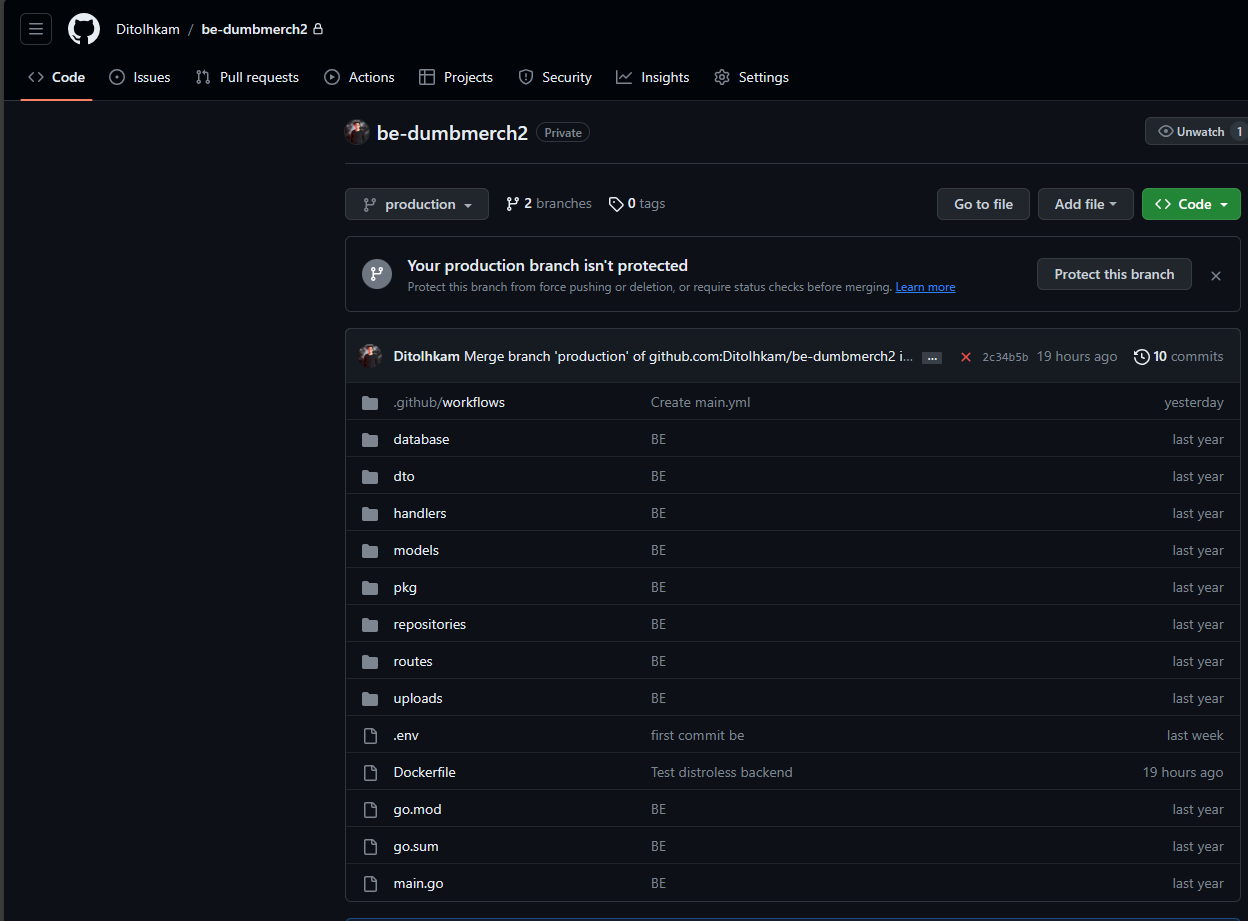 Ditolhkam / be-dumbmerch2
Code Issues Pull requests Actions Projects Security Insights Settings
be-dumbmerch2 Private Unwatch 1
production 2 branches 0 tags Go to file Add file Code
Your production branch isn't protected
Protect this branch from force pushing or deletion, or require status checks before merging. Learn more
Protect this branch
Ditolhkam Merge branch 'production' of github.com:Ditolhkam/be-dumbmerch2 i... ... 2c34b5b 19 hours ago 10 commits
.github/workflows Create main.yml yesterday
database BE last year
dto BE last year
handlers BE last year
models BE last year
pkg BE last year
repositories BE last year
routes BE last year
uploads BE last year
.env first commit be last week
Dockerfile Test distroless backend 19 hours ago
go.mod BE last year
go.sum BE last year
main.go BE last year